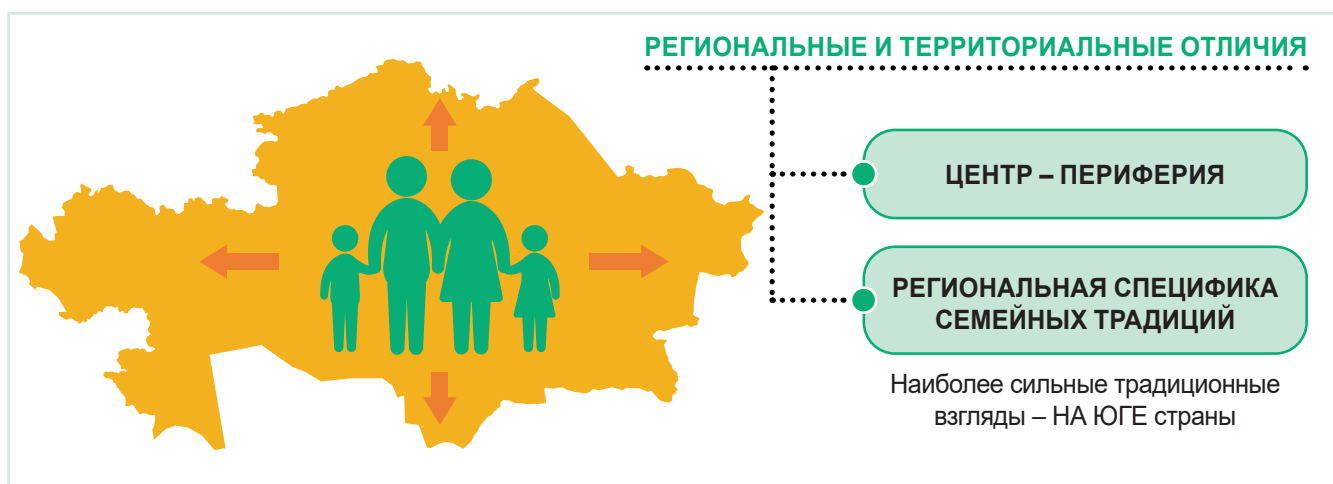 РЕГИОНАЛЬНЫЕ И ТЕРРИТОРИАЛЬНЫЕ ОТЛИЧИЯ
ЦЕНТР – ПЕРИФЕРИЯ
РЕГИОНАЛЬНАЯ СПЕЦИФИКА
СЕМЕЙНЫХ ТРАДИЦИЙ
Наиболее сильные традиционные
взгляды – НА ЮГЕ страны